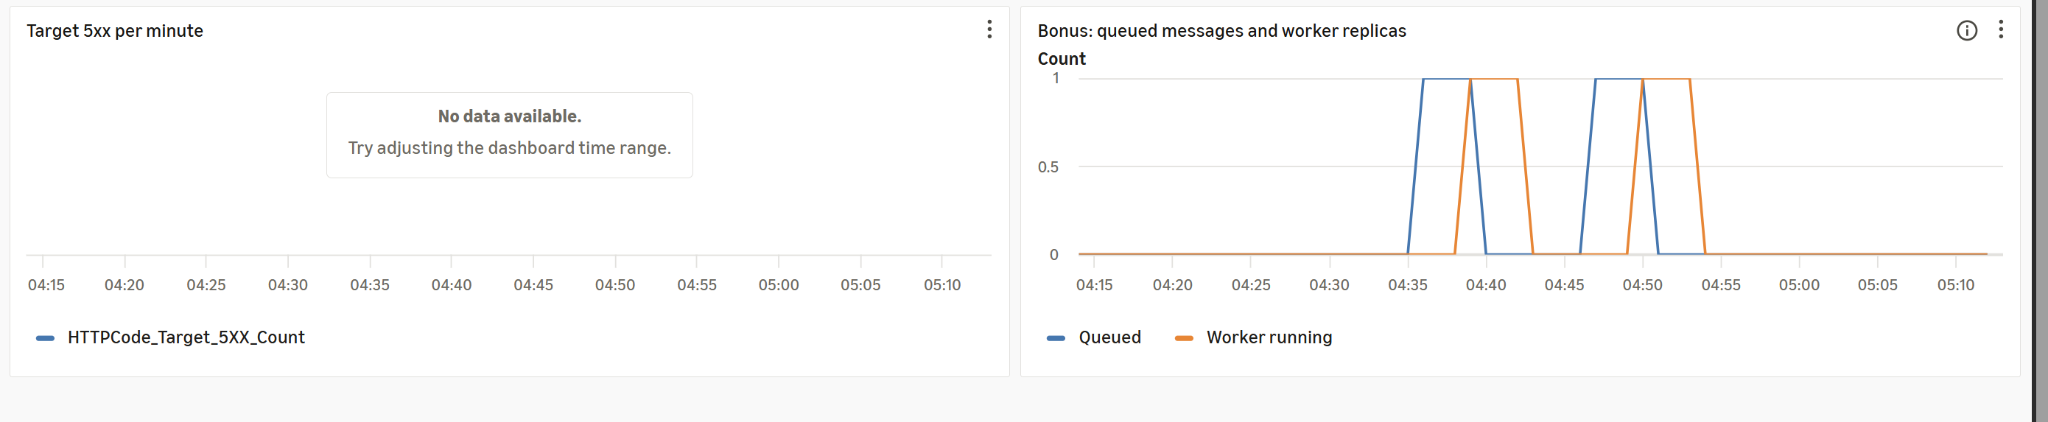 Target 5xx per minute
No data available.
Try adjusting the dashboard time range.
04:15 04:20 04:25 04:30 04:35 04:40 04:45 04:50 04:55 05:00 05:05 05:10
HTTPCode_Target_5XX_Count
Bonus: queued messages and worker replicas
Count
1
0.5
0
04:15 04:20 04:25 04:30 04:35 04:40 04:45 04:50 04:55 05:00 05:05 05:10
Queued Worker running